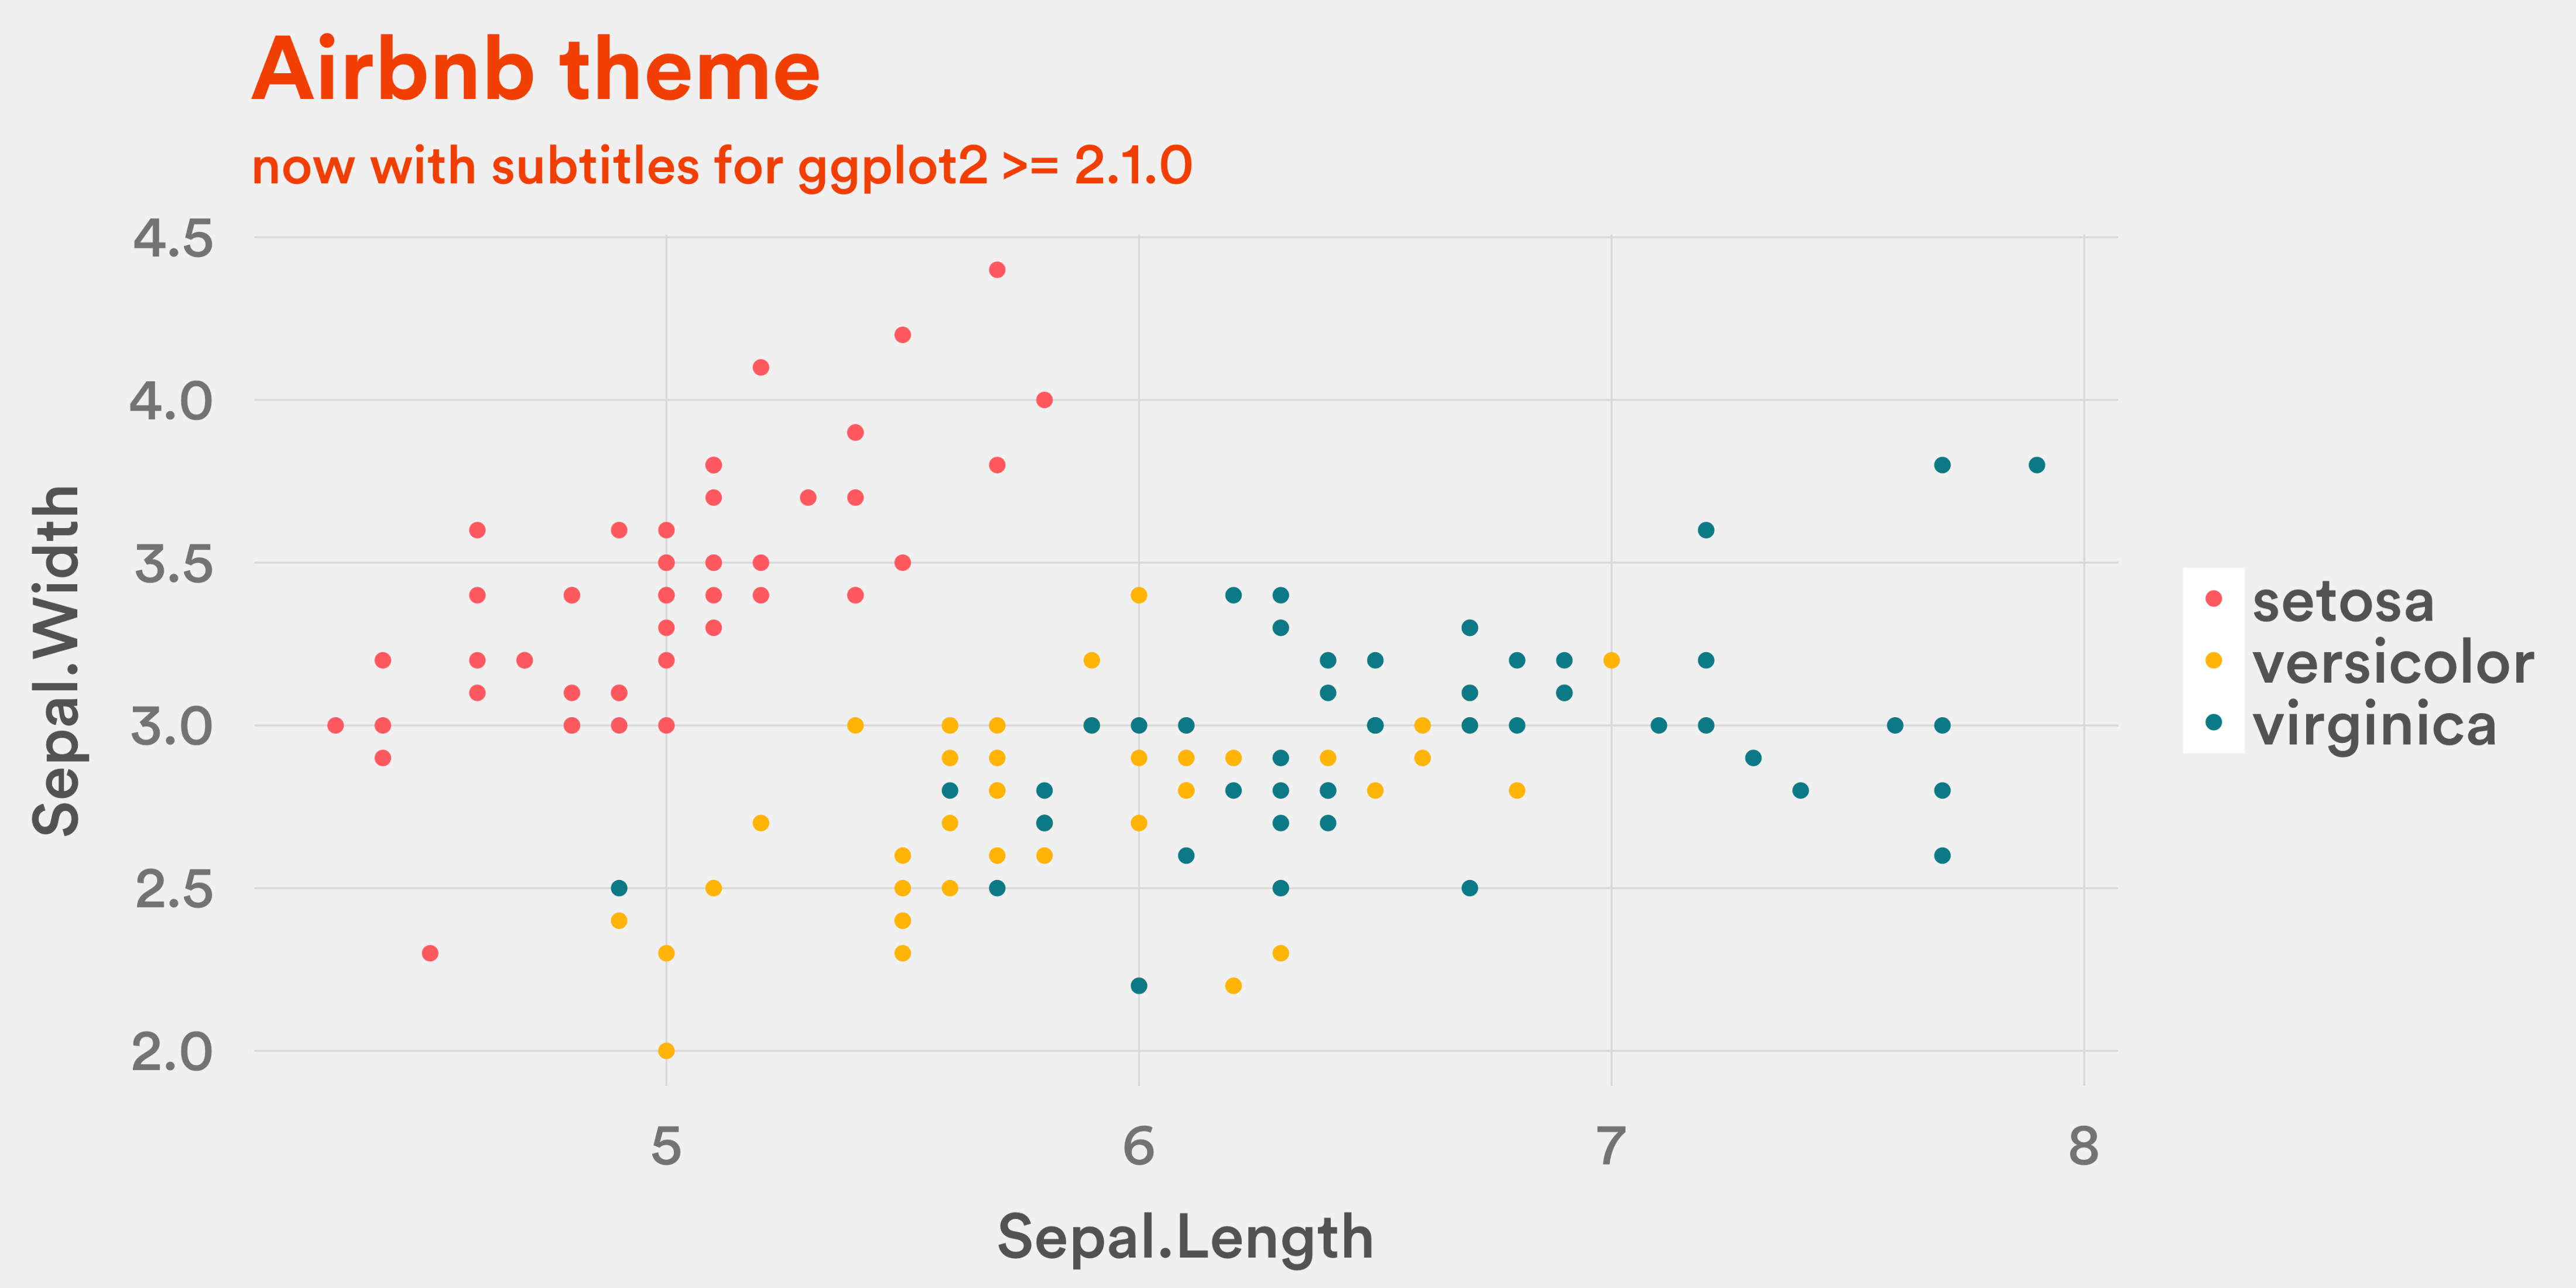 Airbnb theme
now with subtitles for ggplot2 >= 2.1.0
4.5
4.0
3.5
3.0
2.5
2.0
Sepal.Width
5
6
7
8
Sepal.Length
setosa
versicolor
virginica